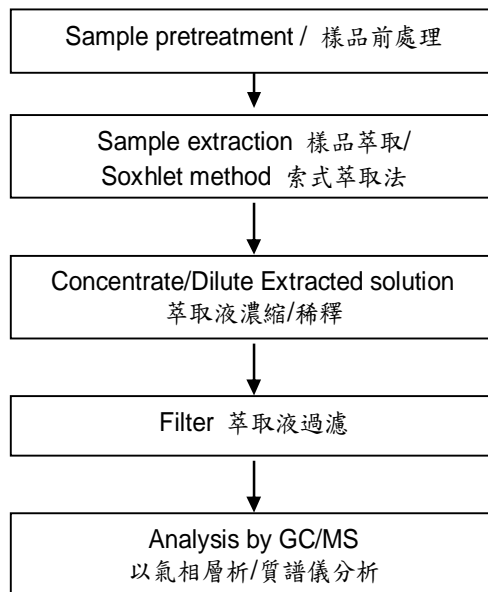 Sample pretreatment / 樣品前處理
Sample extraction 樣品萃取/
Soxhlet method 索式萃取法
Concentrate/Dilute Extracted solution
萃取液濃縮/稀釋
Filter 萃取液過濾
Analysis by GC/MS
以氣相層析/質譜儀分析